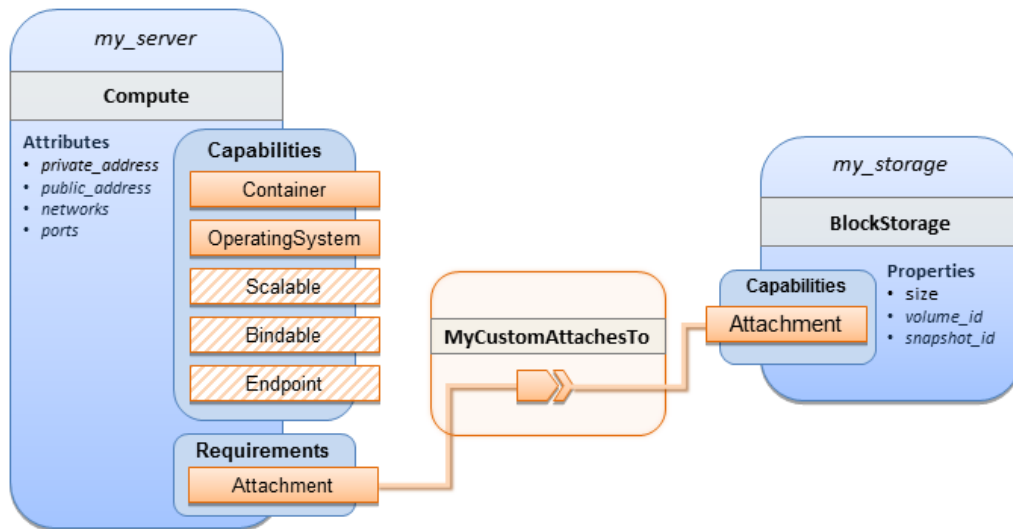 my_server
Compute
Attributes
• private_address
• public_address
• networks
• ports
Capabilities
Container
OperatingSystem
Scalable
Bindable
Endpoint
Requirements
Attachment
MyCustomAttachesTo
my_storage
BlockStorage
Capabilities
Attachment
Properties
• size
• volume_id
• snapshot_id